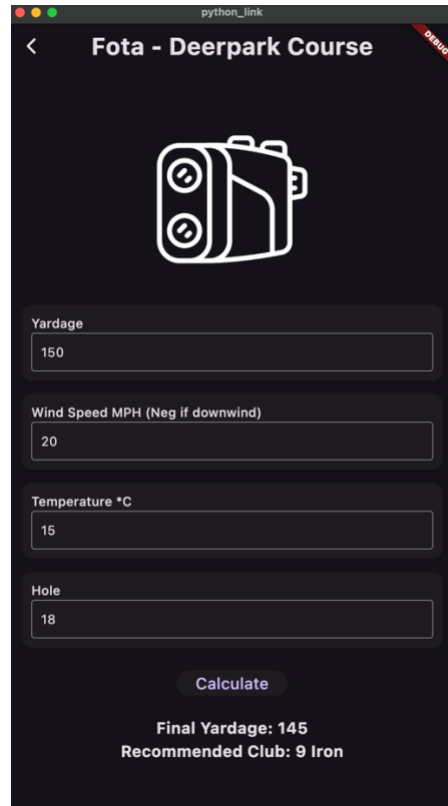 python_link
Fota - Deerpark Course
DEBUG
Yardage
150
Wind Speed MPH (Neg if downwind)
20
Temperature *C
15
Hole
18
Calculate
Final Yardage: 145
Recommended Club: 9 Iron